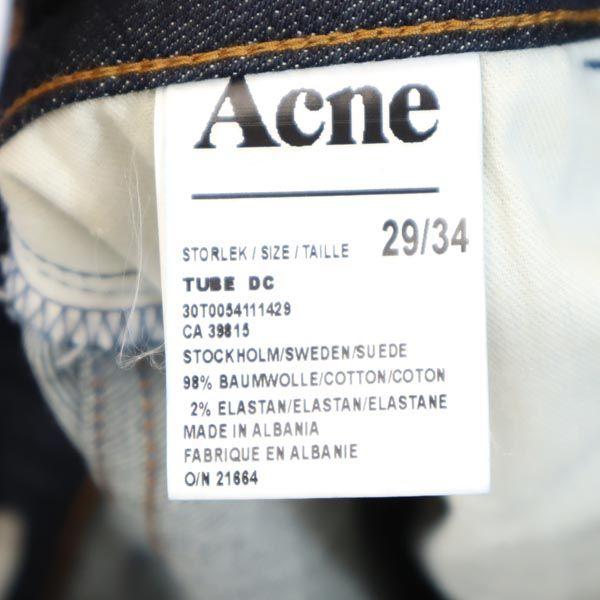 Acne
STORLEK / SIZE / TAILLE 29/34
TUBE DC
30T0054111429
CA 39815
STOCKHOLM/SWEDEN/SUEDE
98% BAUMWOLLE/COTTON/COTON
2% ELASTAN/ELASTAN/ELASTANE
MADE IN ALBANIA
FABRIQUE EN ALBANIE
O/N 21664